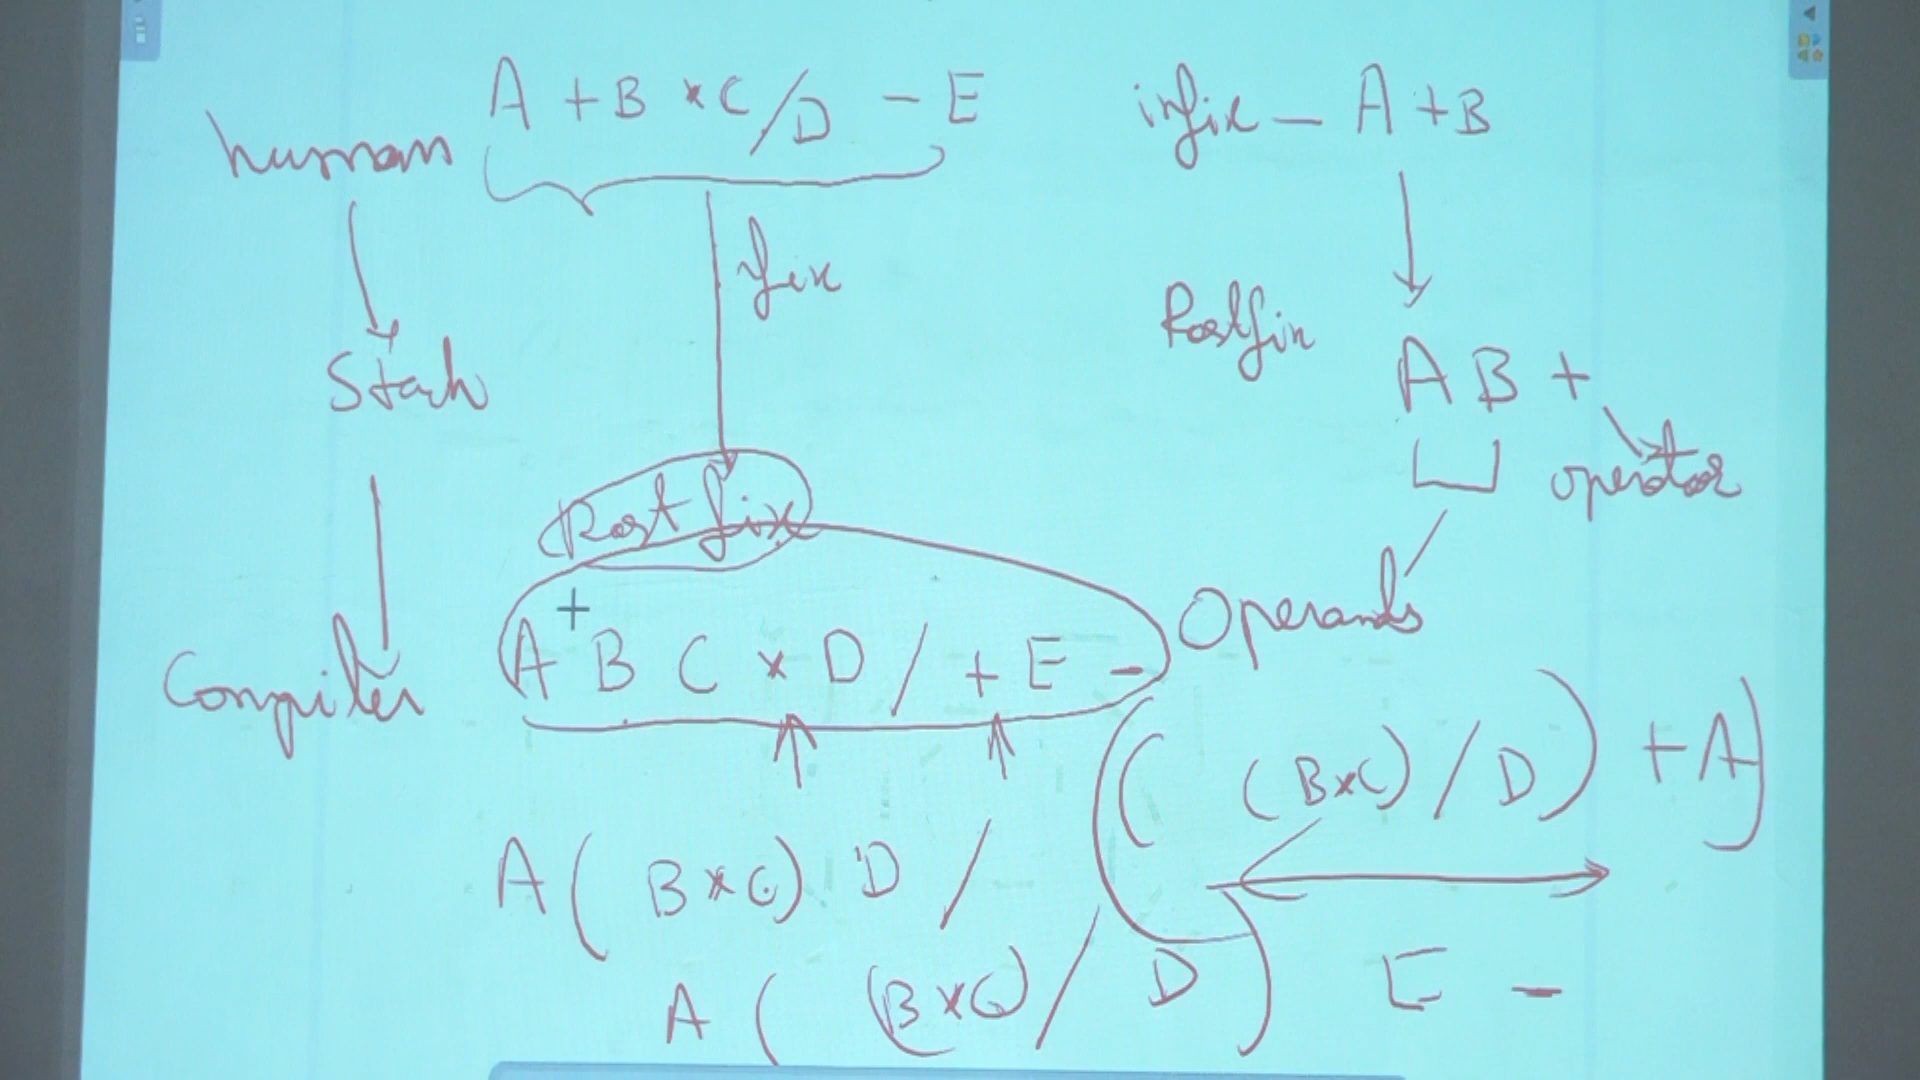 A + B * C / D - E
human
infix - A + B
fix
Postfix
A B +
Stack
operator
Postfix
Operands
A B C * D / + E -
Compiler
( ( (B*C) / D ) + A )
A ( B * C ) D /
E -
A ( (B * C) / D )